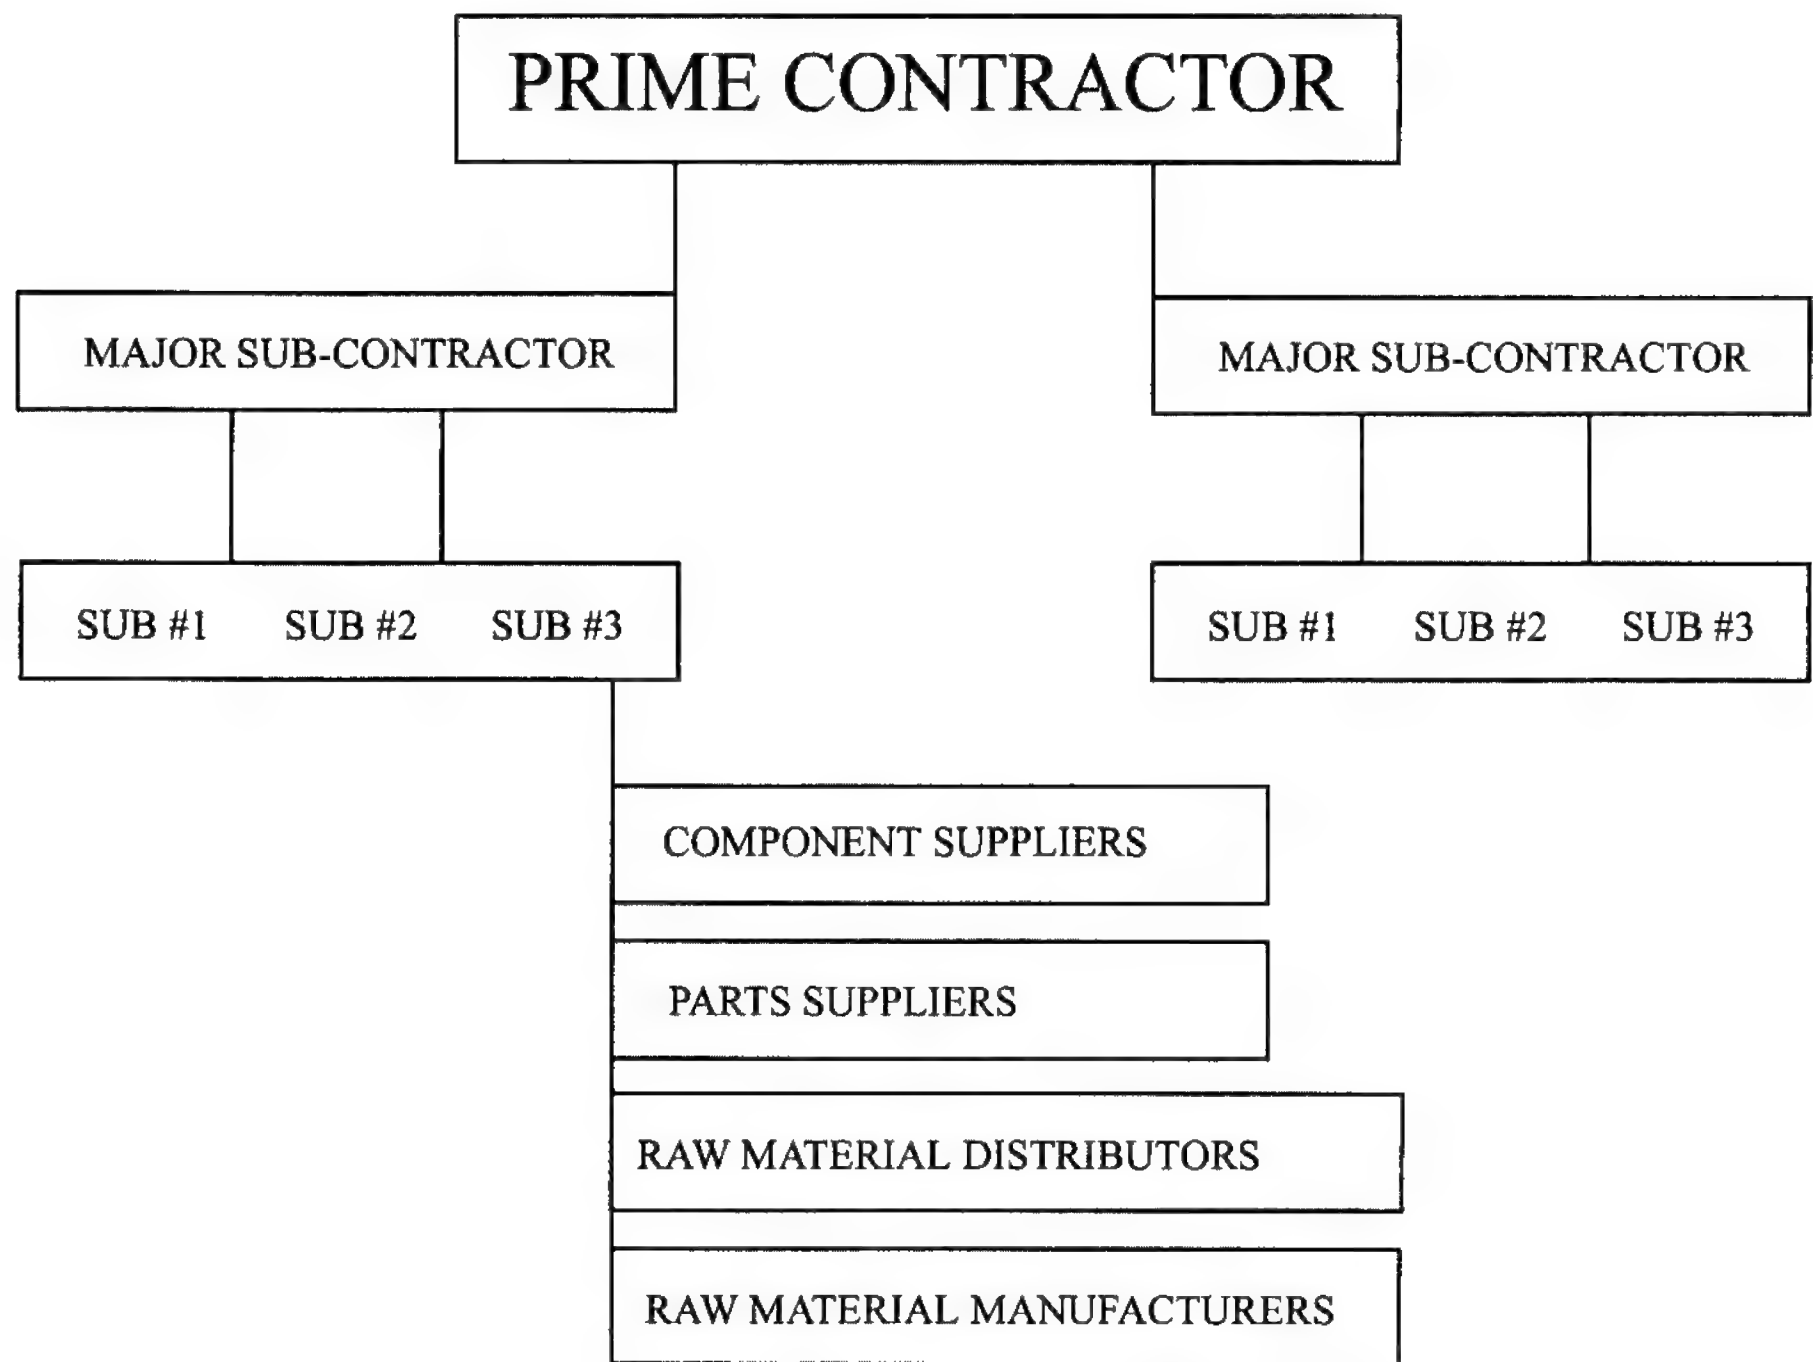 PRIME CONTRACTOR
MAJOR SUB-CONTRACTOR
MAJOR SUB-CONTRACTOR
SUB #1 SUB #2 SUB #3
SUB #1 SUB #2 SUB #3
COMPONENT SUPPLIERS
PARTS SUPPLIERS
RAW MATERIAL DISTRIBUTORS
RAW MATERIAL MANUFACTURERS